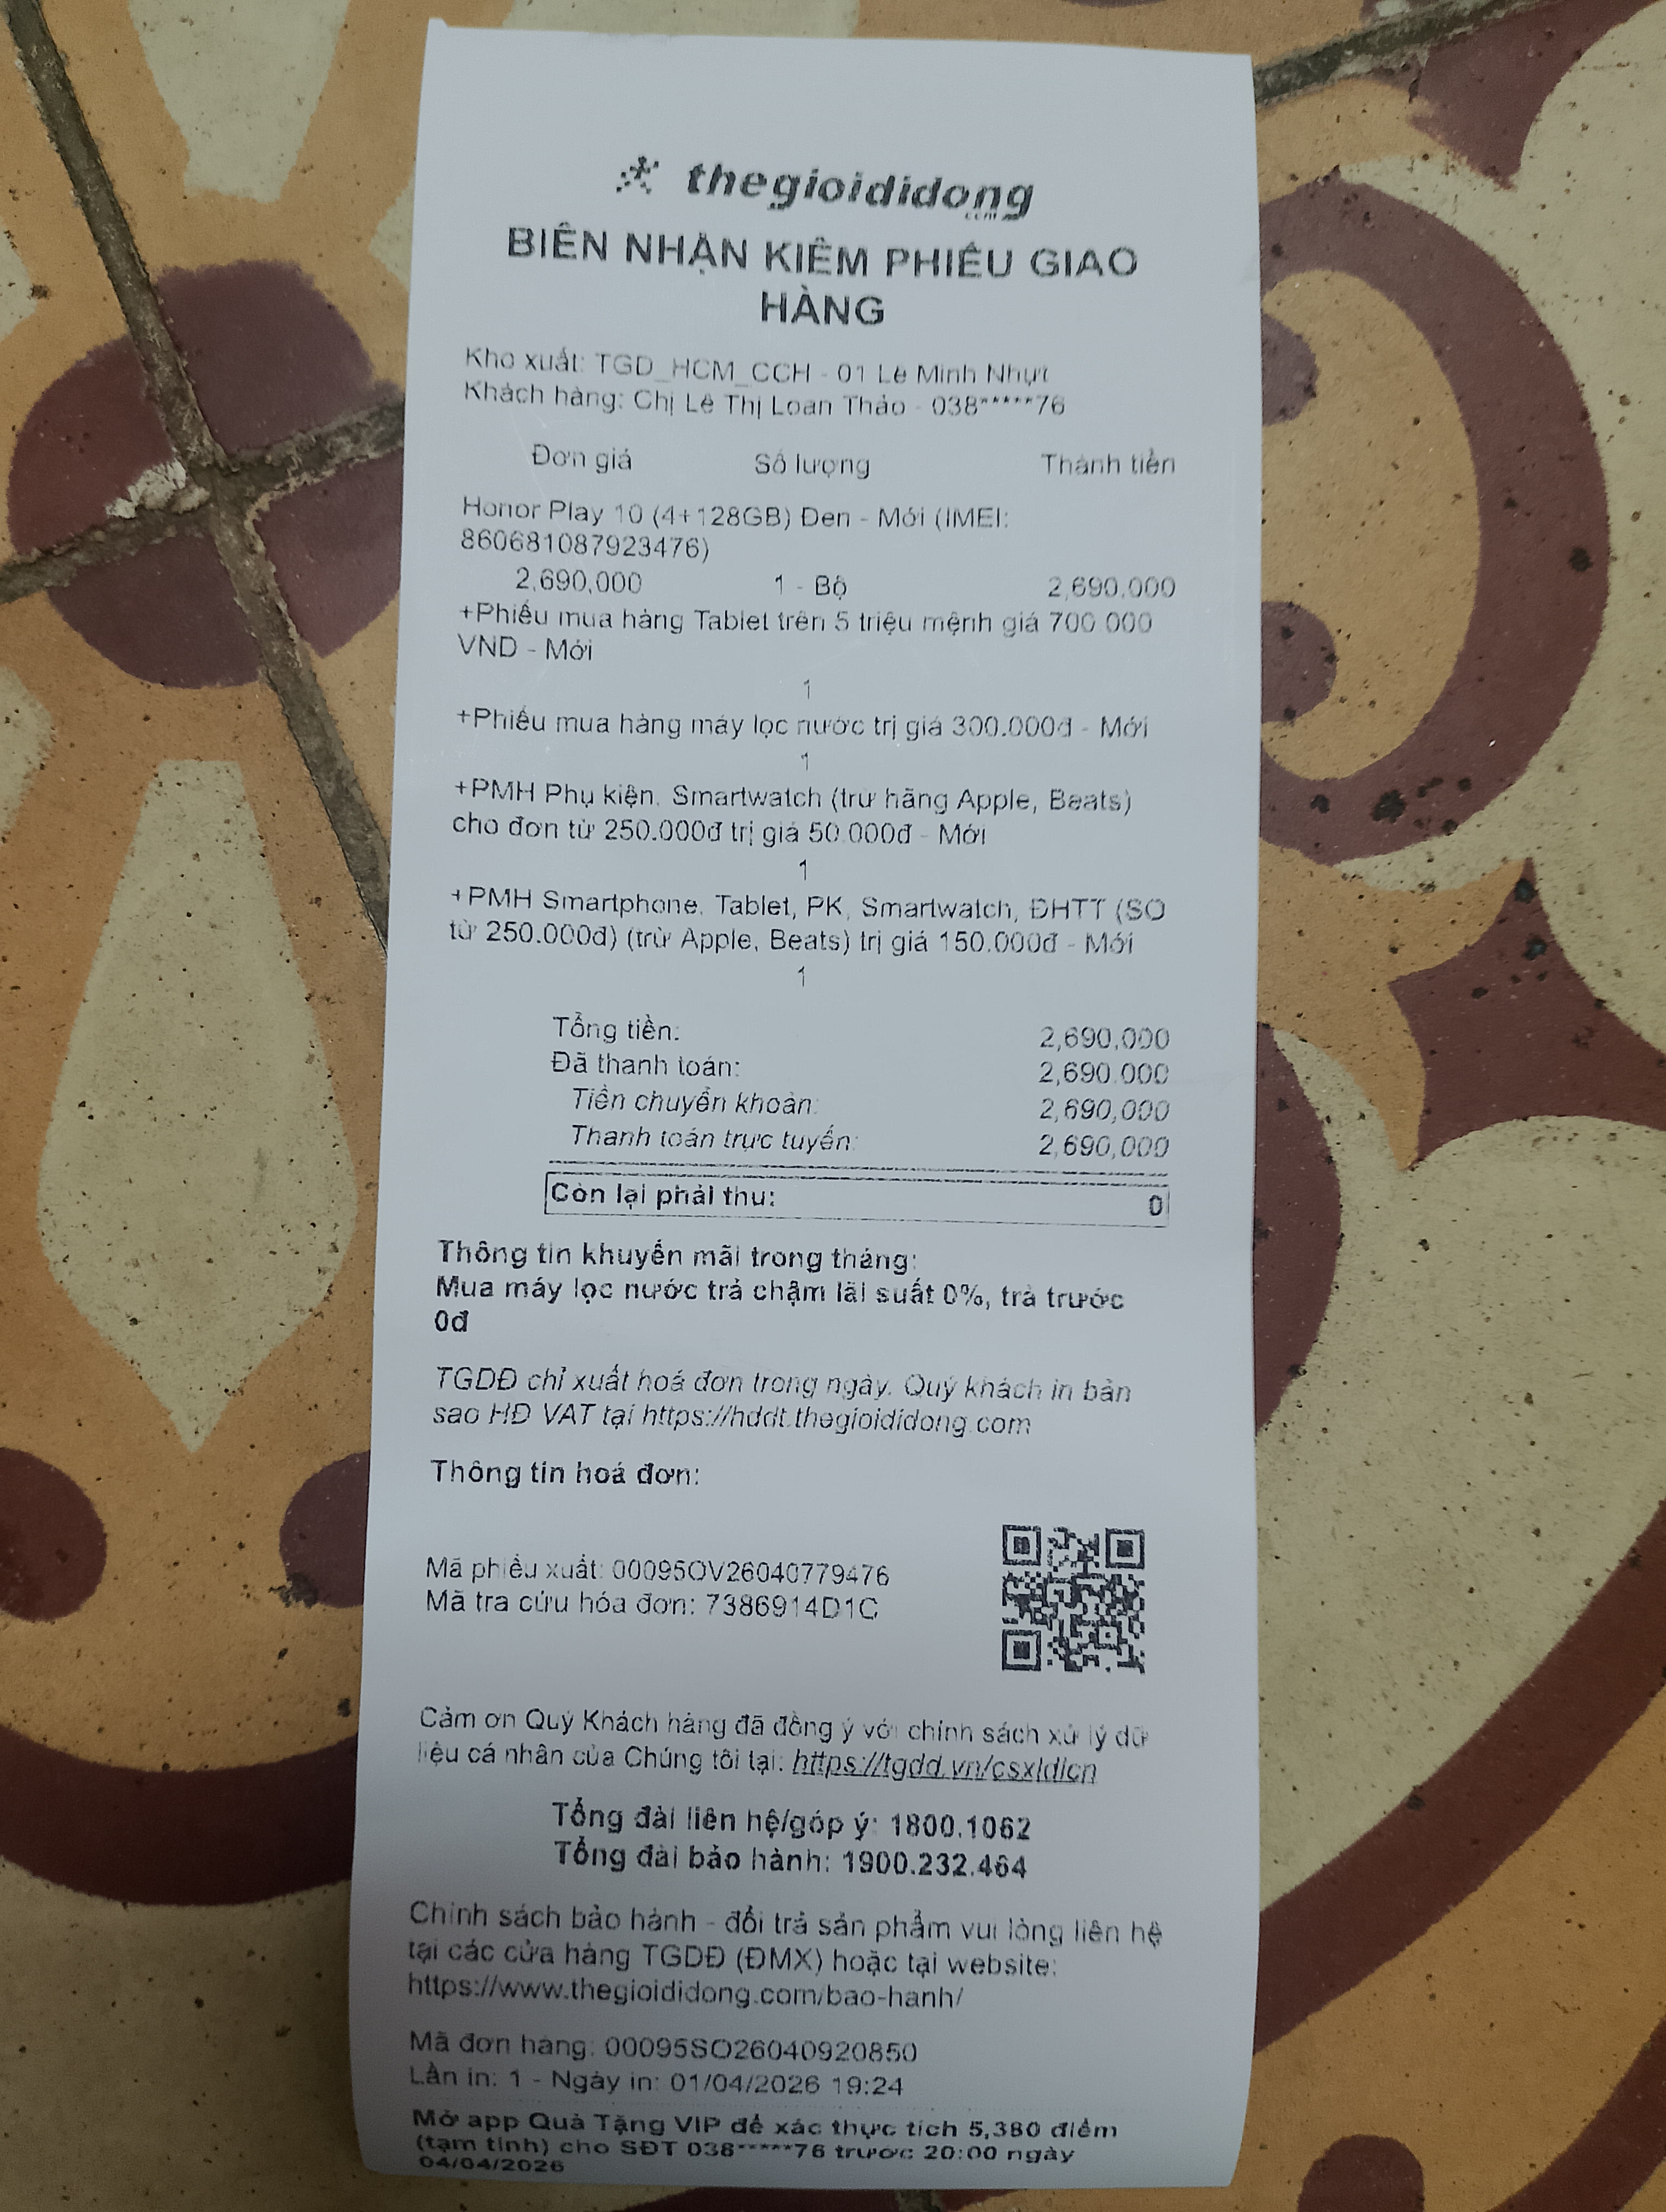 thegioididong
.com
BIÊN NHẬN KIÊM PHIẾU GIAO
HÀNG
Kho xuất: TGD_HCM_CCH - 01 Lê Minh Nhựt
Khách hàng: Chị Lê Thị Loan Thảo - 038*****76
Đơn giá Số lượng Thành tiền
Honor Play 10 (4+128GB) Đen - Mới (IMEI:
860681087923476)
2,690,000 1 - Bộ 2,690,000
+Phiếu mua hàng Tablet trên 5 triệu mệnh giá 700.000
VND - Mới
1
+Phiếu mua hàng máy lọc nước trị giá 300.000đ - Mới
1
+PMH Phụ kiện, Smartwatch (trừ hãng Apple, Beats)
cho đơn từ 250.000đ trị giá 50.000đ - Mới
1
+PMH Smartphone, Tablet, PK, Smartwatch, ĐHTT (SO
từ 250.000đ) (trừ Apple, Beats) trị giá 150.000đ - Mới
1
Tổng tiền: 2,690,000
Đã thanh toán: 2,690,000
Tiền chuyển khoản: 2,690,000
Thanh toán trực tuyến: 2,690,000
Còn lại phải thu: 0
Thông tin khuyến mãi trong tháng:
Mua máy lọc nước trả chậm lãi suất 0%, trả trước
0đ
TGDĐ chỉ xuất hoá đơn trong ngày. Quý khách in bản
sao HĐ VAT tại https://hddt.thegioididong.com
Thông tin hoá đơn:
Mã phiếu xuất: 00095OV26040779476
Mã tra cứu hóa đơn: 7386914D1C
Cảm ơn Quý Khách hàng đã đồng ý với chính sách xử lý dữ
liệu cá nhân của Chúng tôi tại: https://tgdd.vn/csxldlcn
Tổng đài liên hệ/góp ý: 1800.1062
Tổng đài bảo hành: 1900.232.464
Chính sách bảo hành - đổi trả sản phẩm vui lòng liên hệ
tại các cửa hàng TGDĐ (ĐMX) hoặc tại website:
https://www.thegioididong.com/bao-hanh/
Mã đơn hàng: 00095SO26040920850
Lần in: 1 - Ngày in: 01/04/2026 19:24
Mở app Quà Tặng VIP để xác thực tích 5,380 điểm
(tạm tính) cho SĐT 038*****76 trước 20:00 ngày
04/04/2026